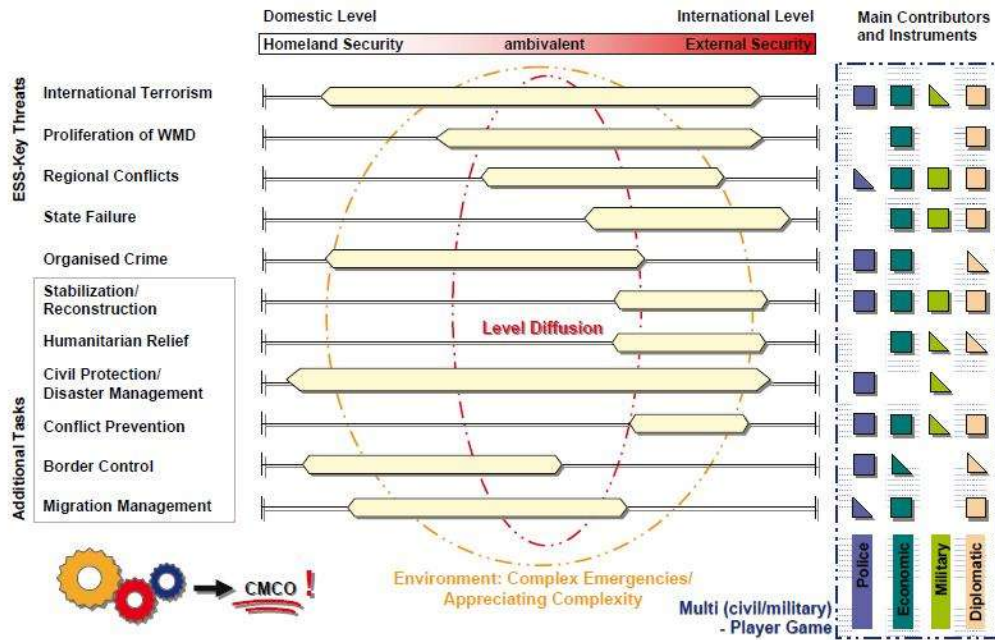 Domestic Level
International Level
Main Contributors
and Instruments
Homeland Security
ambivalent
External Security
ESS-Key Threats
International Terrorism
Proliferation of WMD
Regional Conflicts
State Failure
Organised Crime
Additional Tasks
Stabilization/
Reconstruction
Humanitarian Relief
Civil Protection/
Disaster Management
Conflict Prevention
Border Control
Migration Management
Level Diffusion
Police
Economic
Military
Diplomatic
CMCO !
Environment: Complex Emergencies/
Appreciating Complexity
Multi (civil/military)
- Player Game